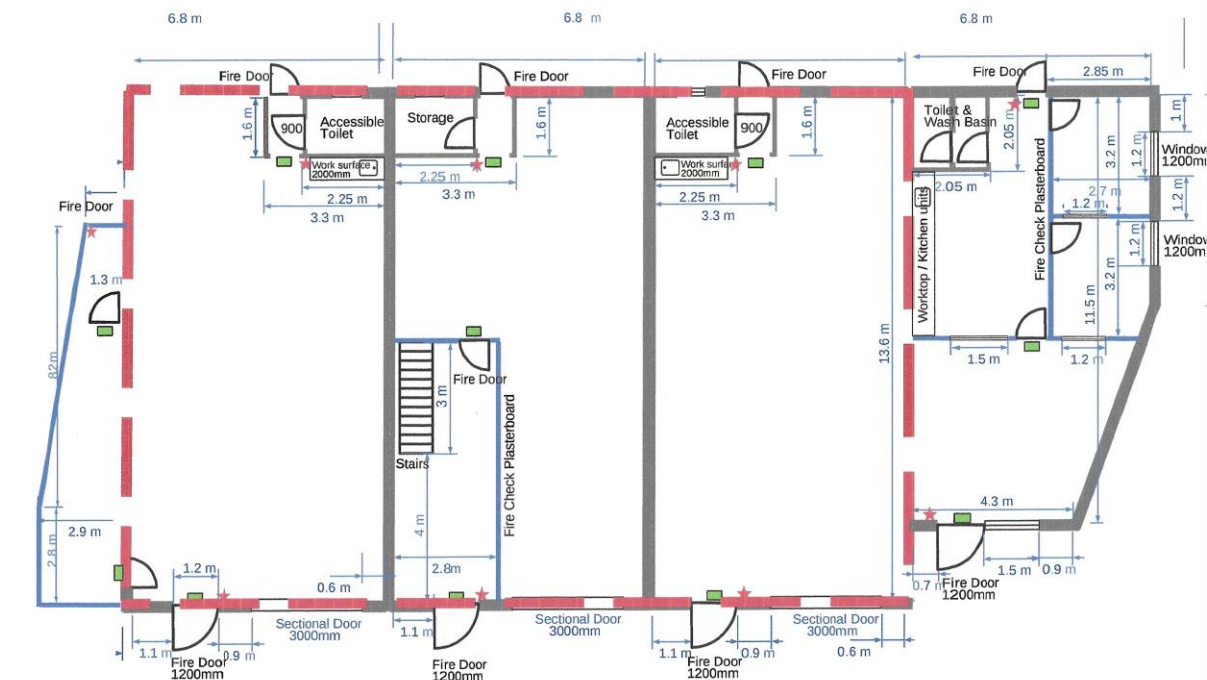 6.8 m
6.8 m
6.8 m
Fire Door
Fire Door
Fire Door
Fire Door
2.85 m
1.6 m
900
Accessible
Toilet
Storage
1.6 m
Accessible
Toilet
900
1.6 m
Toilet &
Wash Basin
2.05 m
3.2 m
1.2 m
1 m
Window
1200m
Work surface
2000mm
2.25 m
3.3 m
2.25 m
3.3 m
Work surfa
2000mm
2.25 m
3.3 m
2.05 m
2.7 m
1.2 m
1.2 m
Fire Door
1.3 m
82m
Worktop / Kitchen units
Fire Check Plasterboard
1.2 m
3.2 m
11.5 m
Window
1200m
13.6 m
1.5 m
1.2 m
Fire Door
3 m
Stairs
Fire Check Plasterboard
4 m
2.8m
4.3 m
2.9 m
2.8 m
1.2 m
0.6 m
0.7 m
Fire Door
1200mm
1.5 m
0.9 m
1.1 m
Fire Door
1200mm
0.9 m
Sectional Door
3000mm
1.1 m
Fire Door
1200mm
Sectional Door
3000mm
1.1 m
Fire Door
1200mm
0.9 m
Sectional Door
3000mm
0.6 m